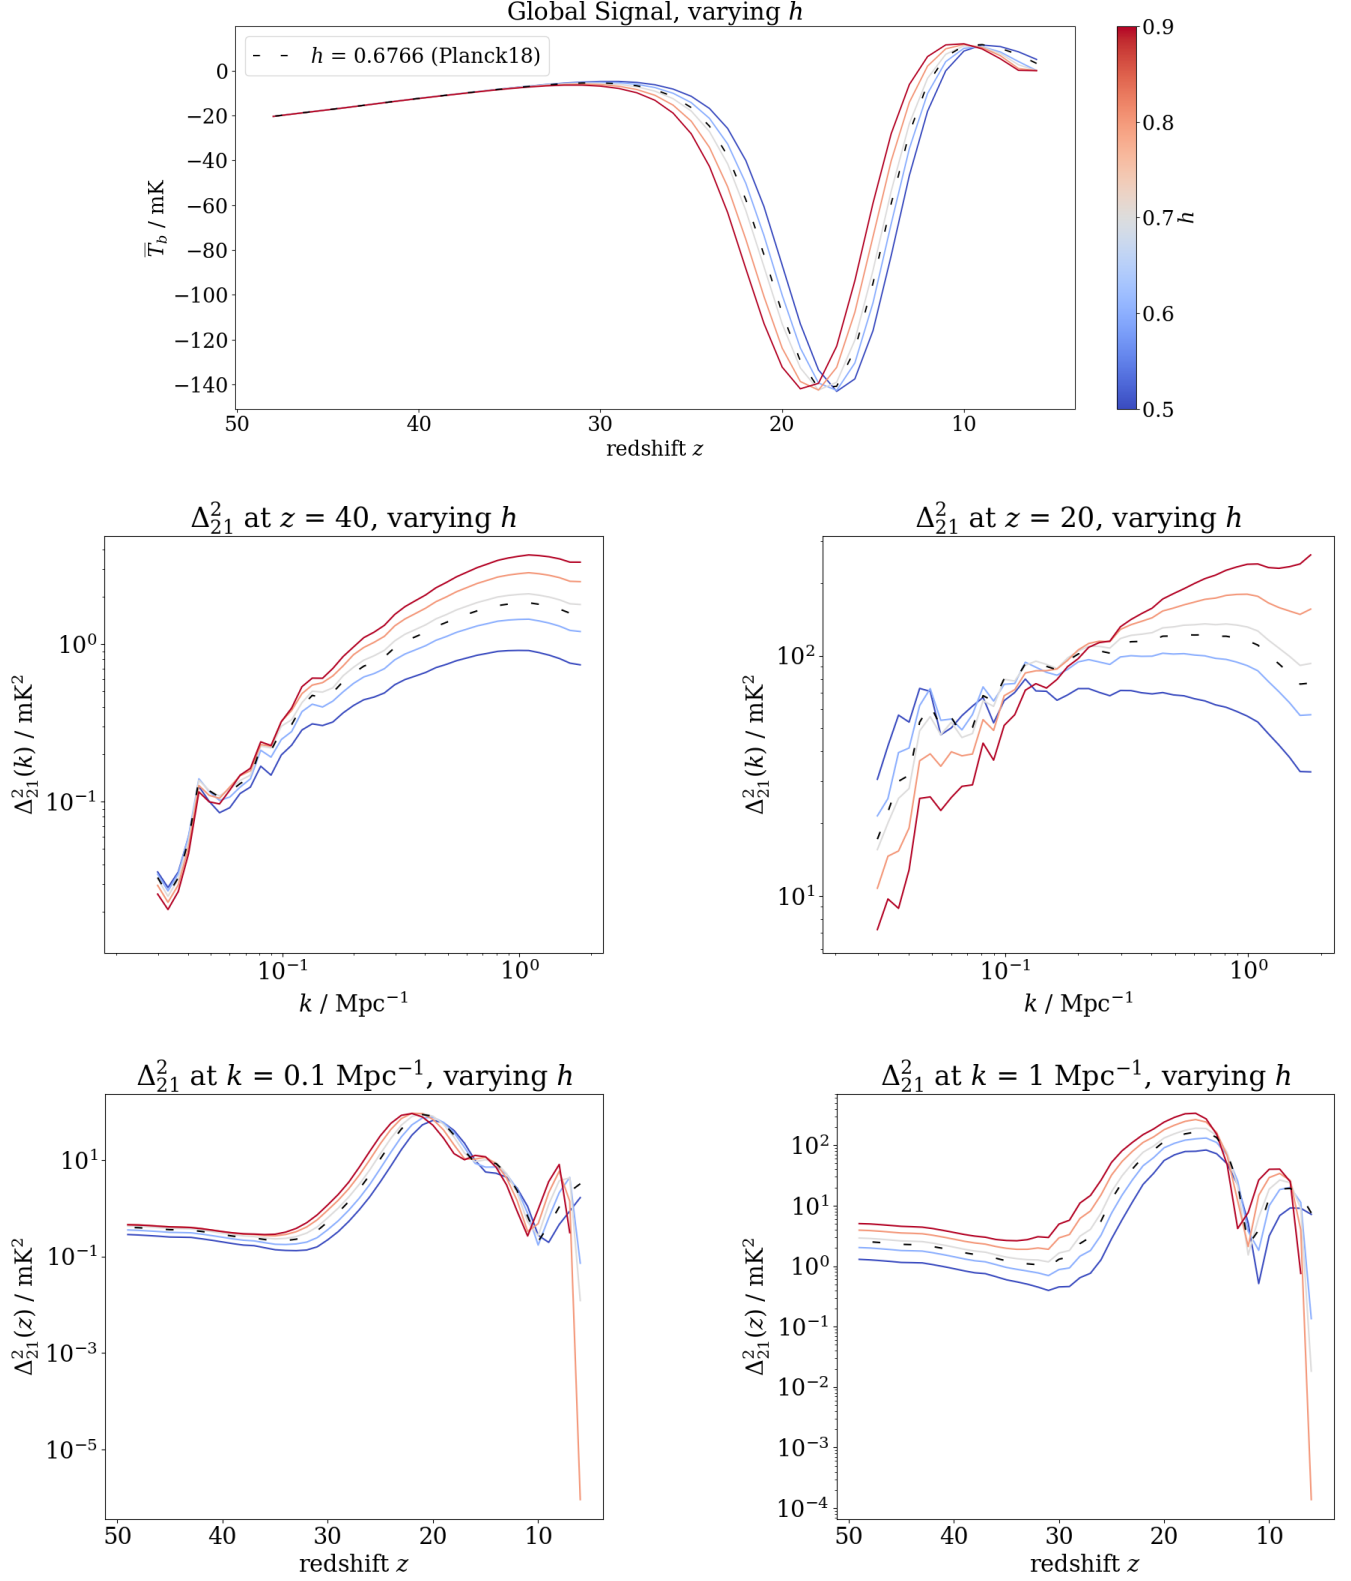 Global Signal, varying h
h = 0.6766 (Planck18)
0
−20
−40
−60
−80
−100
−120
−140
T̅_b / mK
50
40
30
20
10
redshift z
0.9
0.8
0.7
0.6
0.5
h
Δ²₂₁ at z = 40, varying h
10⁰
10⁻¹
Δ²₂₁(k) / mK²
10⁻¹
10⁰
k / Mpc⁻¹
Δ²₂₁ at z = 20, varying h
10²
10¹
Δ²₂₁(k) / mK²
10⁻¹
10⁰
k / Mpc⁻¹
Δ²₂₁ at k = 0.1 Mpc⁻¹, varying h
10¹
10⁻¹
10⁻³
10⁻⁵
Δ²₂₁(z) / mK²
50
40
30
20
10
redshift z
Δ²₂₁ at k = 1 Mpc⁻¹, varying h
10²
10¹
10⁰
10⁻¹
10⁻²
10⁻³
10⁻⁴
Δ²₂₁(z) / mK²
50
40
30
20
10
redshift z